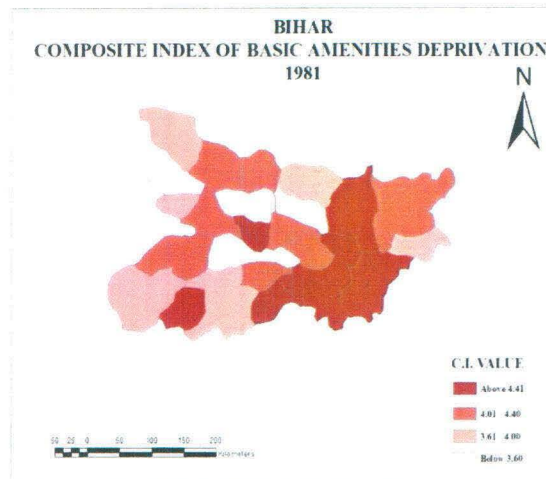 BIHAR
COMPOSITE INDEX OF BASIC AMENITIES DEPRIVATION
1981
N
C.I. VALUE
Above 4.41
4.01 4.40
3.61 4.00
Below 3.60
50 25 0 50 100 150 200